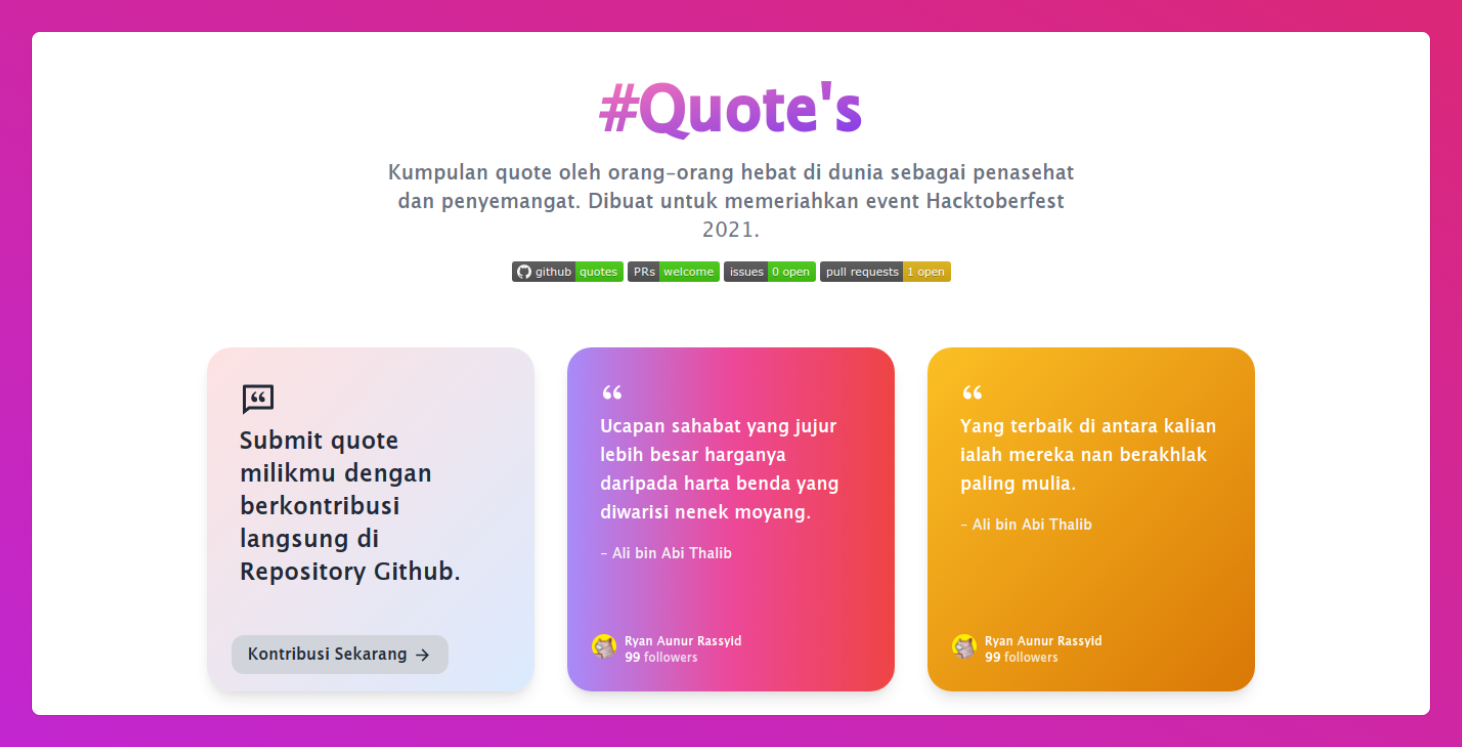 #Quote's
Kumpulan quote oleh orang-orang hebat di dunia sebagai penasehat
dan penyemangat. Dibuat untuk memeriahkan event Hacktoberfest
2021.
github quotes PRs welcome issues 0 open pull requests 1 open
Submit quote
milikmu dengan
berkontribusi
langsung di
Repository Github.
Kontribusi Sekarang →
“
Ucapan sahabat yang jujur
lebih besar harganya
daripada harta benda yang
diwarisi nenek moyang.
- Ali bin Abi Thalib
Ryan Aunur Rassyid
99 followers
“
Yang terbaik di antara kalian
ialah mereka nan berakhlak
paling mulia.
- Ali bin Abi Thalib
Ryan Aunur Rassyid
99 followers